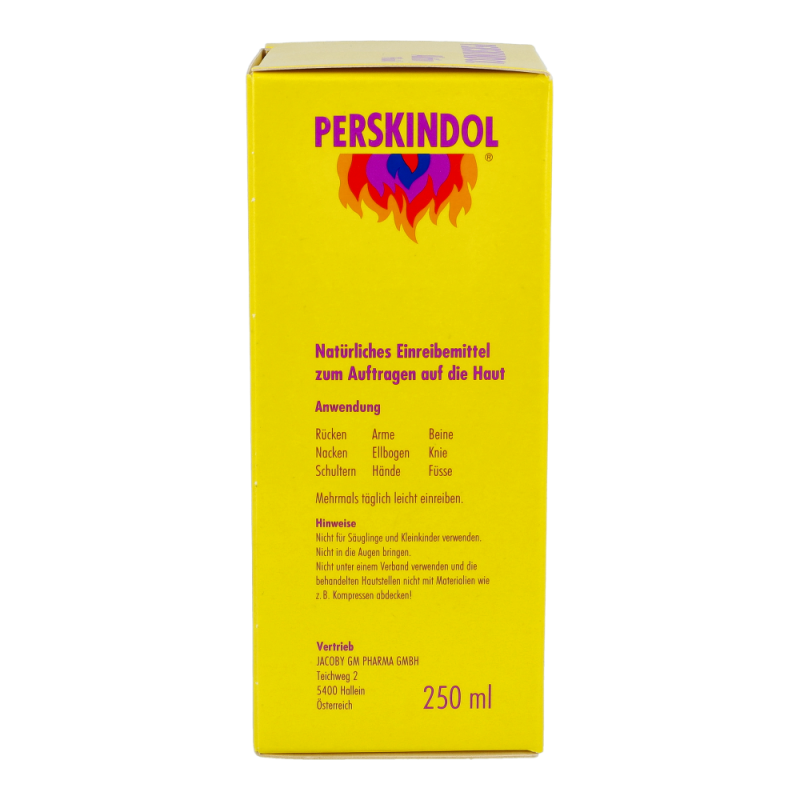 PERSKINDOL
®
Natürliches Einreibemittel
zum Auftragen auf die Haut
Anwendung
Rücken Arme Beine
Nacken Ellbogen Knie
Schultern Hände Füsse
Mehrmals täglich leicht einreiben.
Hinweise
Nicht für Säuglinge und Kleinkinder verwenden.
Nicht in die Augen bringen.
Nicht unter einem Verband verwenden und die
behandelten Hautstellen nicht mit Materialien wie
z. B. Kompressen abdecken!
Vertrieb
JACOBY GM PHARMA GMBH
Teichweg 2
5400 Hallein
Österreich
250 ml